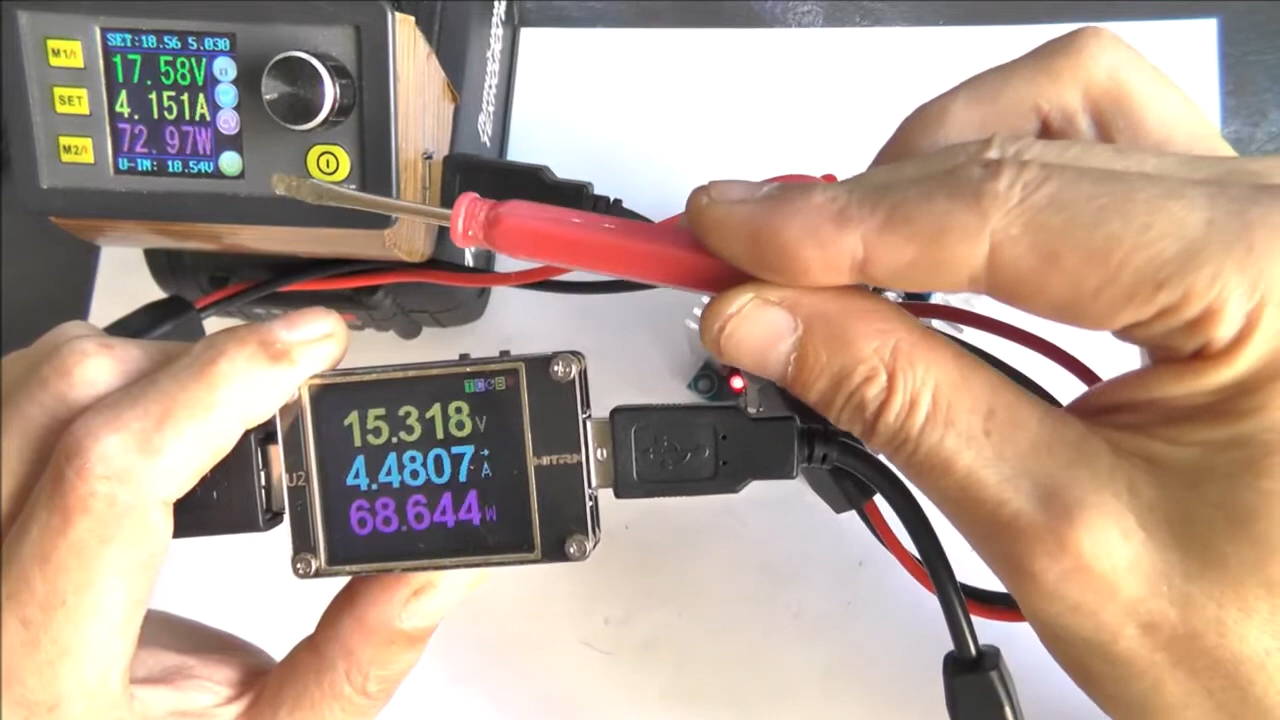 M1/↑
SET
M2/↓
SET:18.56 5.030
17.58V
4.151A
72.97W
U-IN: 18.54V
CV
15.318V
4.4807A
68.644W
U2